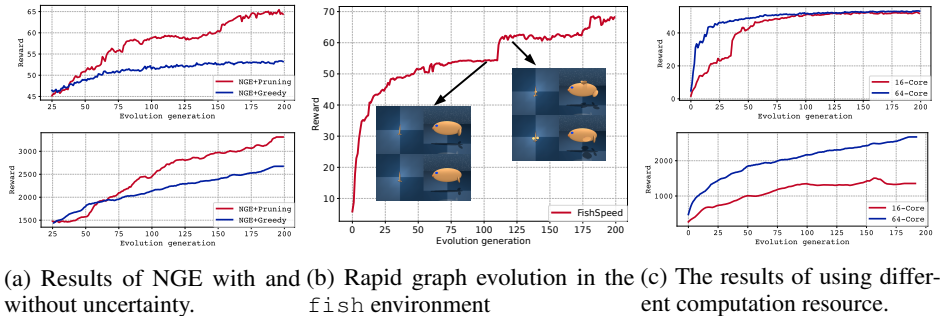 65
60
55
50
45
Reward
NGE+Pruning
NGE+Greedy
25 50 75 100 125 150 175 200
Evolution generation
3000
2500
2000
1500
Reward
NGE+Pruning
NGE+Greedy
25 50 75 100 125 150 175 200
Evolution generation
70
60
50
40
30
20
10
Reward
FishSpeed
0 25 50 75 100 125 150 175 200
Evolution generation
40
20
0
Reward
16-Core
64-Core
0 25 50 75 100 125 150 175 200
Evolution generation
2000
1000
Reward
16-Core
64-Core
0 25 50 75 100 125 150 175 200
Evolution generation
(a) Results of NGE with and
without uncertainty.
(b) Rapid graph evolution in the
fish environment
(c) The results of using differ-
ent computation resource.